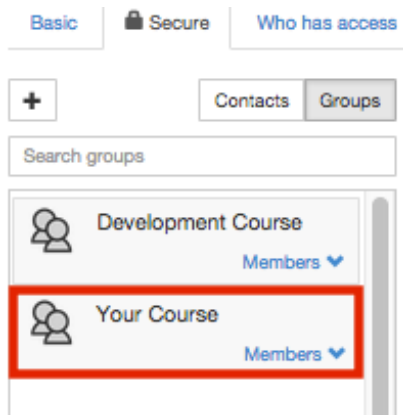 Basic Secure Who has access
+ Contacts Groups
Search groups
Development Course
Members
Your Course
Members